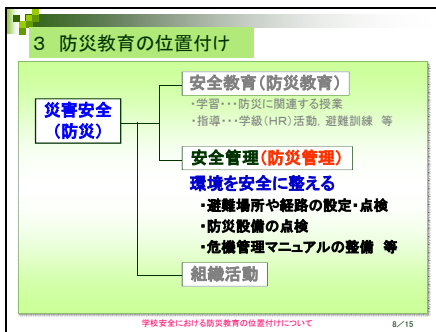 3 防災教育の位置付け
災害安全
(防災)
安全教育(防災教育)
・学習・・・防災に関連する授業
・指導・・・学級(HR)活動，避難訓練 等
安全管理(防災管理)
環境を安全に整える
・避難場所や経路の設定・点検
・防災設備の点検
・危機管理マニュアルの整備 等
組織活動
学校安全における防災教育の位置付けについて
8/15